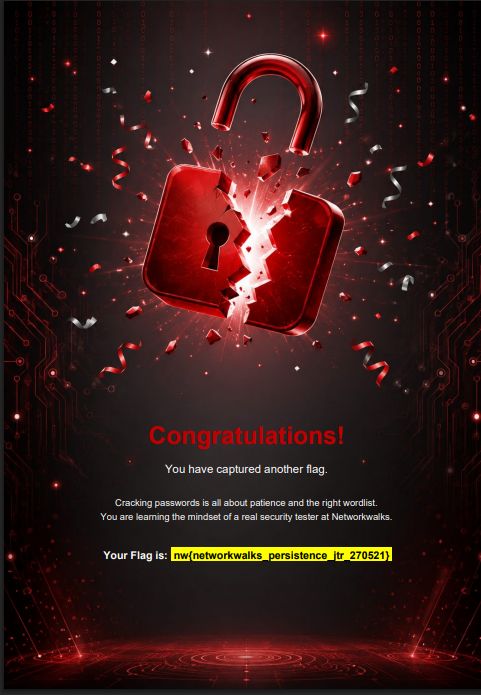 Congratulations!
You have captured another flag.
Cracking passwords is all about patience and the right wordlist.
You are learning the mindset of a real security tester at Networkwalks.
Your Flag is: nw{networkwalks_persistence_jtr_270521}